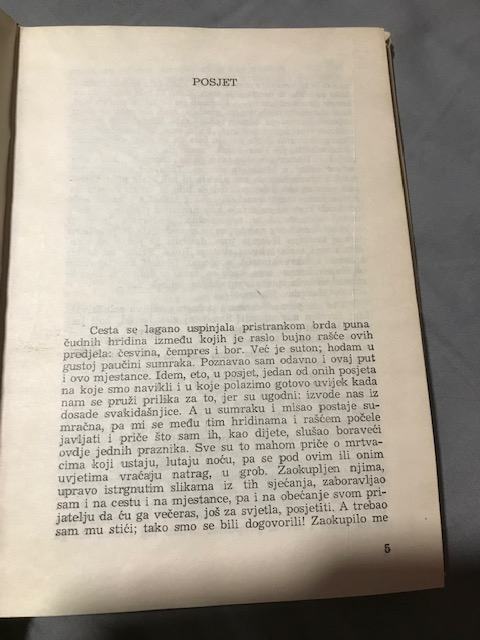 POSJET
Cesta se lagano uspinjala pristrankom brda puna
čudnih hridina između kojih je raslo bujno rašće ovih
predjela: česvina, čempres i bor. Već je suton; hodam u
gustoj paučini sumraka. Poznavao sam odavno i ovaj put
i ovo mjestance. Idem, eto, u posjet, jedan od onih posjeta
na koje smo navikli i u koje polazimo gotovo uvijek kada
nam se pruži prilika za to, jer su ugodni: izvode nas iz
dosade svakidašnjice. A u sumraku i misao postaje su-
mračna, pa mi se među tim hridinama i rašćem počele
javljati i priče što sam ih, kao dijete, slušao boraveći
ovdje jednih praznika. Sve su to mahom priče o mrtva-
cima koji ustaju, lutaju noću, pa se pod ovim ili onim
uvjetima vraćaju natrag, u grob. Zaokupljen njima,
upravo istrgnutim slikama iz tih sjećanja, zaboravljao
sam i na cestu i na mjestance, pa i na obećanje svom pri-
jatelju da ću ga večeras, još za svjetla, posjetiti. A trebao
sam mu stići; tako smo se bili dogovorili! Zaokupilo me
5